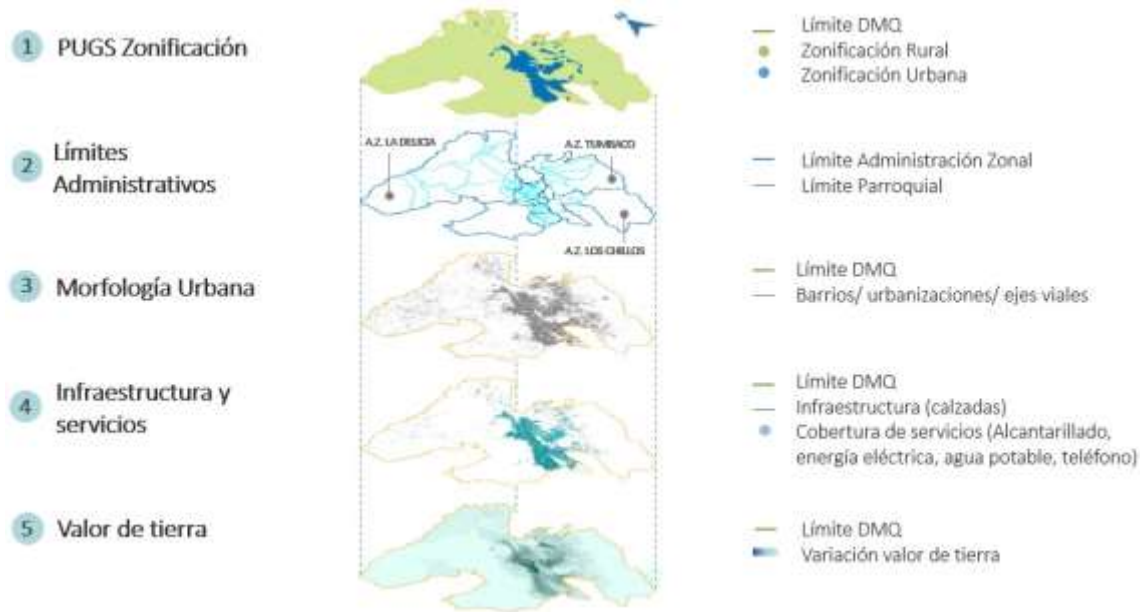 1 PUGS Zonificación
Límite DMQ
Zonificación Rural
Zonificación Urbana
2 Límites
Administrativos
A.Z. LA DELICIA
A.Z. TUMBACO
A.Z. LOS CHILLOS
Límite Administración Zonal
Límite Parroquial
3 Morfología Urbana
Límite DMQ
Barrios/ urbanizaciones/ ejes viales
4 Infraestructura y
servicios
Límite DMQ
Infraestructura (calzadas)
Cobertura de servicios (Alcantarillado,
energía eléctrica, agua potable, teléfono)
5 Valor de tierra
Límite DMQ
Variación valor de tierra